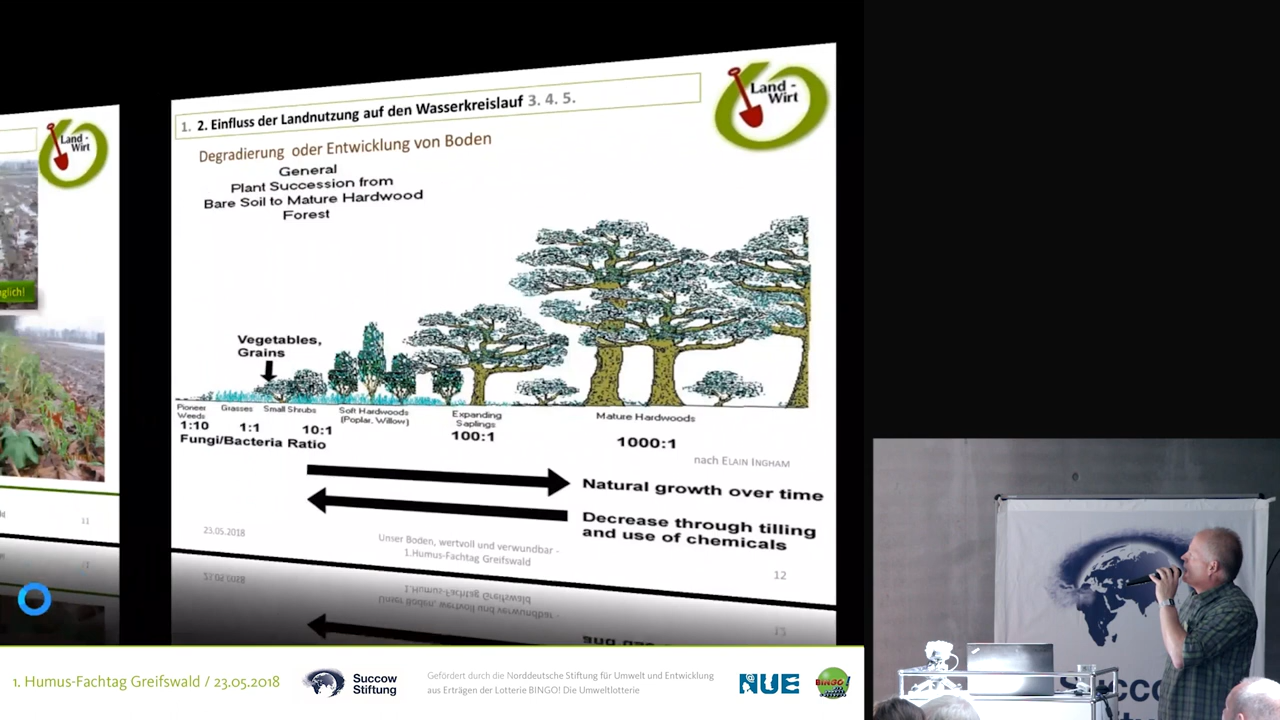 Land -
Wirt
glich!
11
1. 2. Einfluss der Landnutzung auf den Wasserkreislauf 3. 4. 5.
Land -
Wirt
Degradierung oder Entwicklung von Boden
General
Plant Succession from
Bare Soil to Mature Hardwood
Forest
Vegetables,
Grains
Pioneer
Weeds
Grasses
Small Shrubs
Soft Hardwoods
(Poplar, Willow)
Expanding
Saplings
Mature Hardwoods
1:10
1:1
10:1
100:1
1000:1
Fungi/Bacteria Ratio
nach ELAIN INGHAM
Natural growth over time
Decrease through tilling
and use of chemicals
23.05.2018
Unser Boden, wertvoll und verwundbar -
1.Humus-Fachtag Greifswald
12
1. Humus-Fachtag Greifswald / 23.05.2018
Succow
Stiftung
Gefördert durch die Norddeutsche Stiftung für Umwelt und Entwicklung
aus Erträgen der Lotterie BINGO! Die Umweltlotterie
NUE
BINGO!
Succo